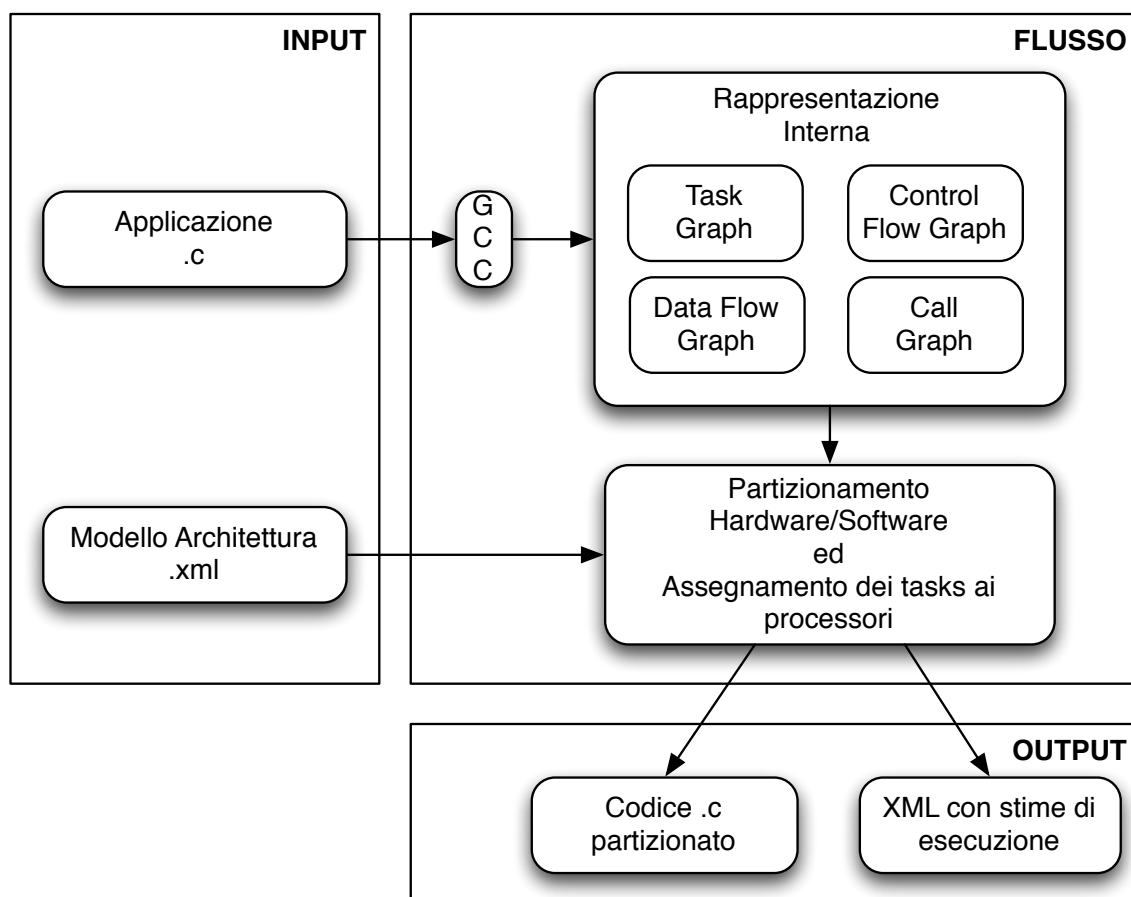 INPUT
Applicazione
.c
Modello Architettura
.xml
FLUSSO
G
C
C
Rappresentazione
Interna
Task
Graph
Control
Flow Graph
Data Flow
Graph
Call
Graph
Partizionamento
Hardware/Software
ed
Assegnamento dei tasks ai
processori
OUTPUT
Codice .c
partizionato
XML con stime di
esecuzione